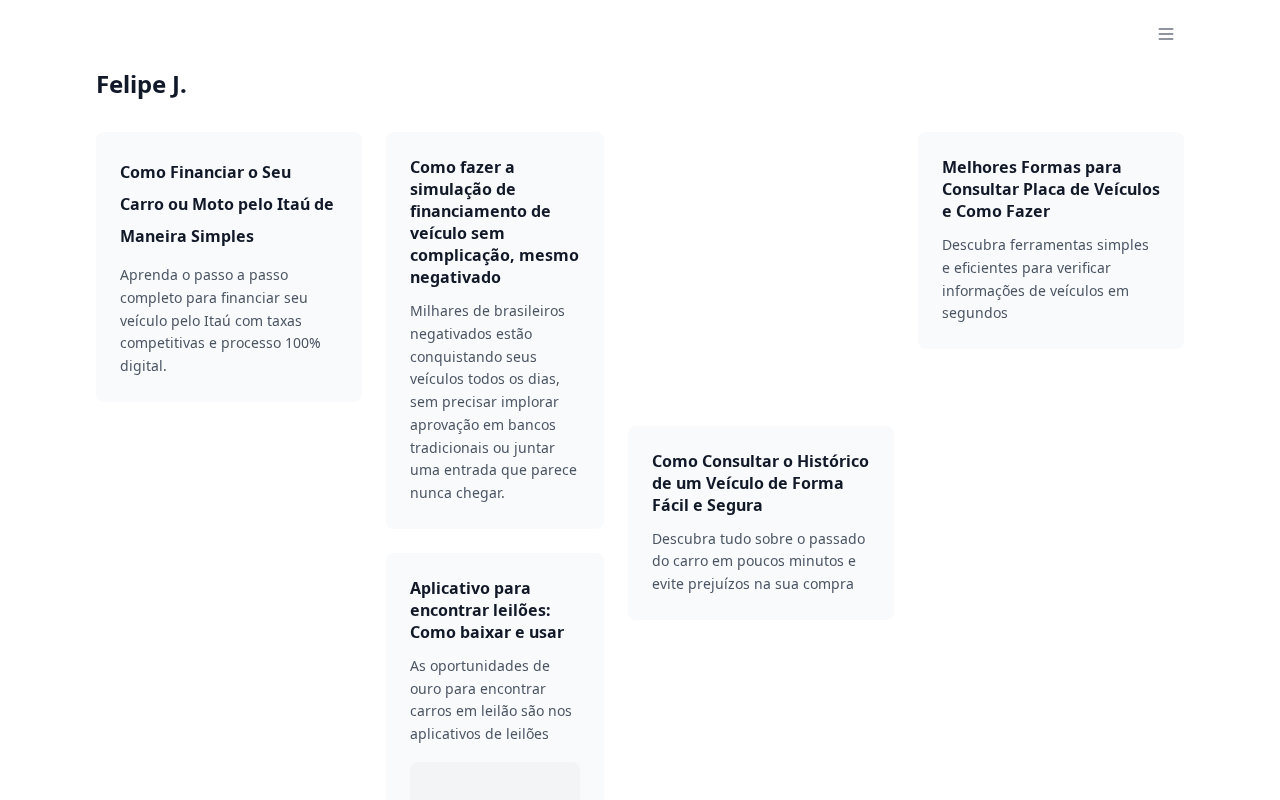 Felipe J.
Como Financiar o Seu
Carro ou Moto pelo Itaú de
Maneira Simples
Aprenda o passo a passo
completo para financiar seu
veículo pelo Itaú com taxas
competitivas e processo 100%
digital.
Como fazer a
simulação de
financiamento de
veículo sem
complicação, mesmo
negativado
Milhares de brasileiros
negativados estão
conquistando seus
veículos todos os dias,
sem precisar implorar
aprovação em bancos
tradicionais ou juntar
uma entrada que parece
nunca chegar.
Aplicativo para
encontrar leilões:
Como baixar e usar
As oportunidades de
ouro para encontrar
carros em leilão são nos
aplicativos de leilões
Como Consultar o Histórico
de um Veículo de Forma
Fácil e Segura
Descubra tudo sobre o passado
do carro em poucos minutos e
evite prejuízos na sua compra
Melhores Formas para
Consultar Placa de Veículos
e Como Fazer
Descubra ferramentas simples
e eficientes para verificar
informações de veículos em
segundos